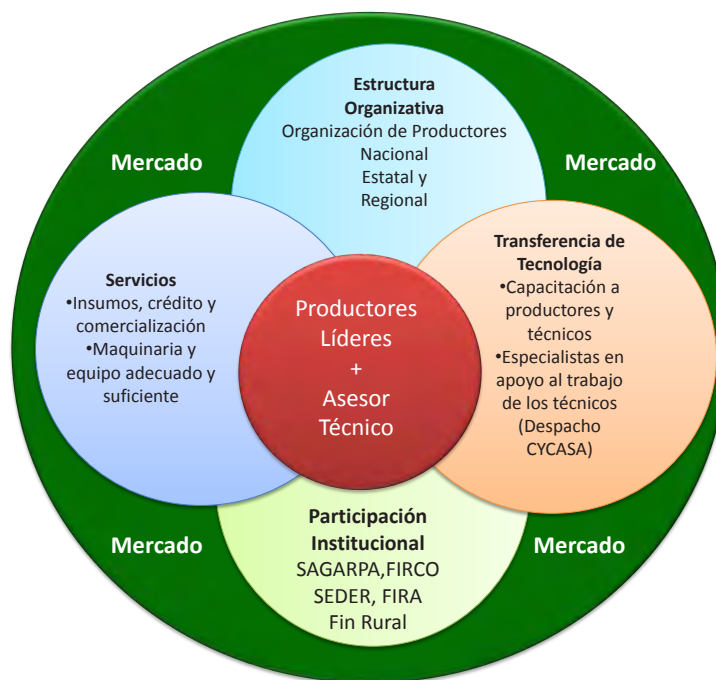 Estructura
Organizativa
Organización de Productores
Nacional
Estatal y
Regional
Mercado
Mercado
Servicios
•Insumos, crédito y
comercialización
•Maquinaria y
equipo adecuado y
suficiente
Productores
Líderes
+
Asesor
Técnico
Transferencia de
Tecnología
•Capacitación a
productores y
técnicos
•Especialistas en
apoyo al trabajo
de los técnicos
(Despacho
CYCASA)
Mercado
Mercado
Participación
Institucional
SAGARPA,FIRCO
SEDER, FIRA
Fin Rural